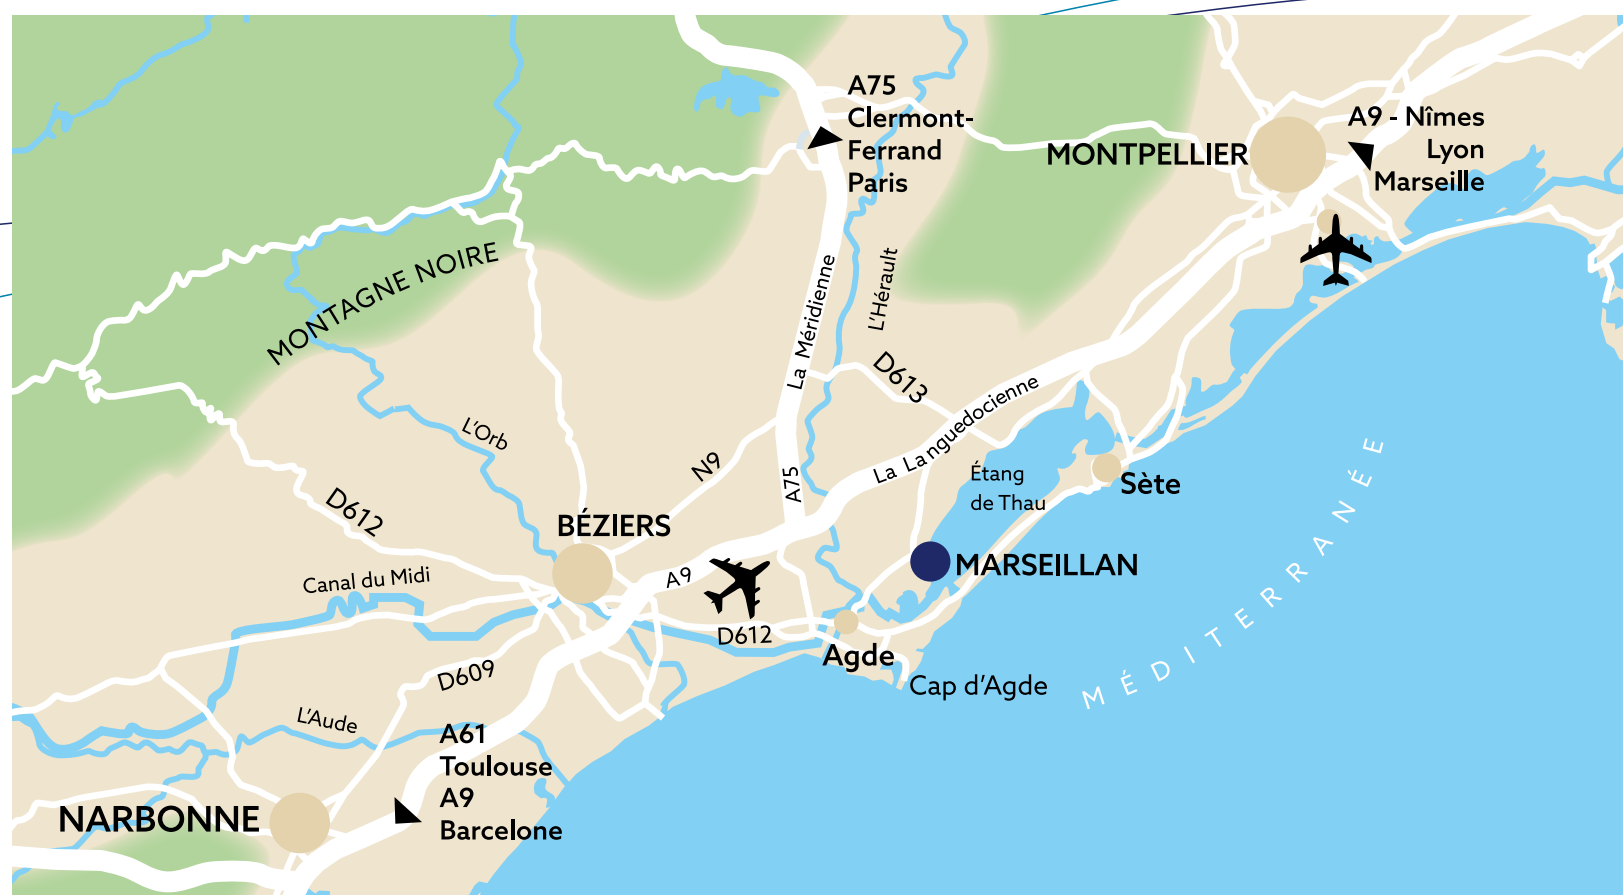 A75
Clermont-
Ferrand
Paris
A9 - Nîmes
Lyon
Marseille
MONTPELLIER
MONTAGNE NOIRE
La Méridienne
L'Hérault
D613
La Languedocienne
L'Orb
N9
A75
Étang
de Thau
Sète
D612
BÉZIERS
MARSEILLAN
MÉDITERRANÉE
Canal du Midi
A9
D612
Agde
Cap d'Agde
D609
L'Aude
A61
Toulouse
A9
Barcelone
NARBONNE